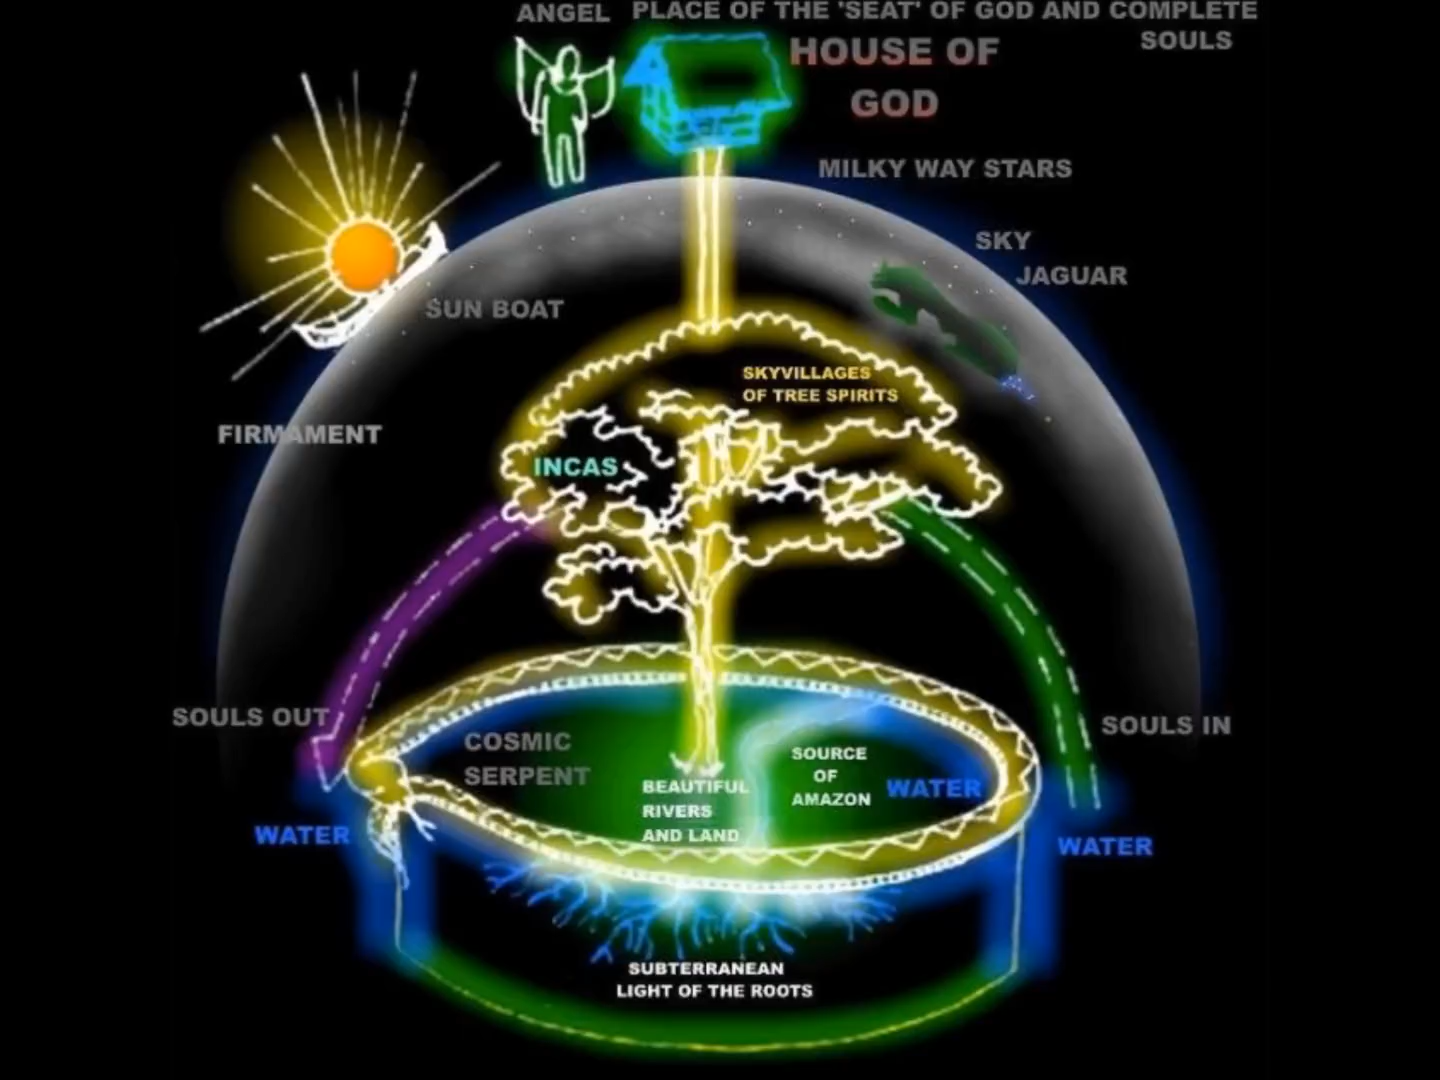 ANGEL
PLACE OF THE 'SEAT' OF GOD AND COMPLETE
SOULS
HOUSE OF
GOD
MILKY WAY STARS
SKY
JAGUAR
SUN BOAT
SKYVILLAGES
OF TREE SPIRITS
FIRMAMENT
INCAS
SOULS OUT
SOULS IN
COSMIC
SERPENT
SOURCE
OF
AMAZON
BEAUTIFUL
RIVERS
AND LAND
WATER
WATER
WATER
SUBTERRANEAN
LIGHT OF THE ROOTS